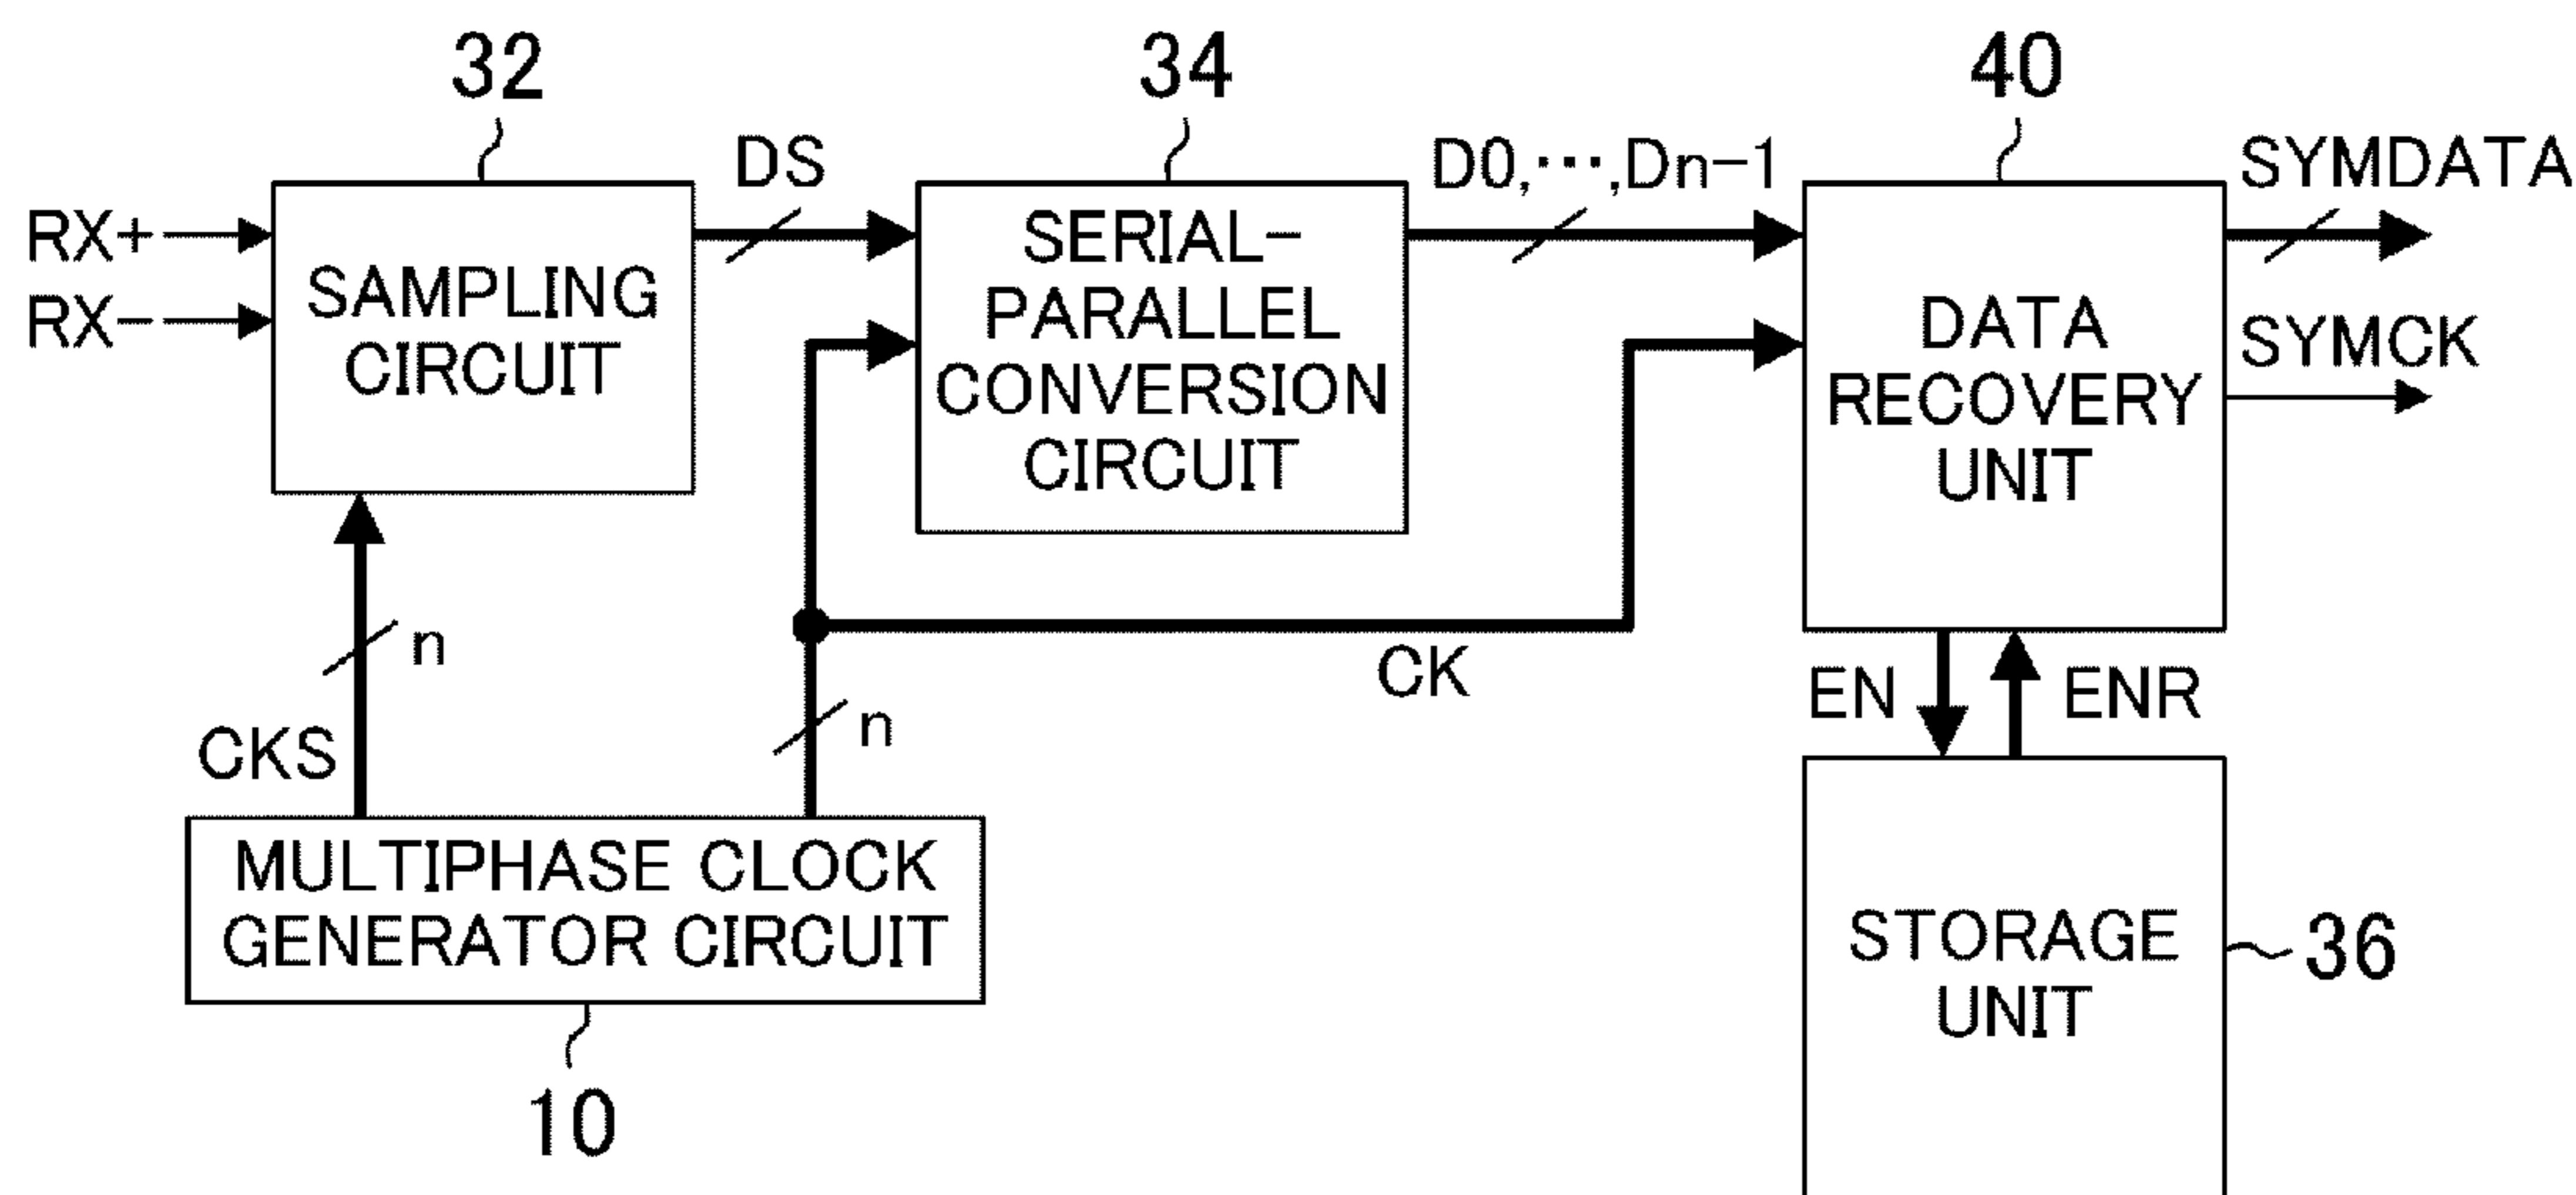 32
34
40
DS
D0,···,Dn-1
SYMDATA
RX+
RX-
SAMPLING
CIRCUIT
SERIAL-
PARALLEL
CONVERSION
CIRCUIT
DATA
RECOVERY
UNIT
SYMCK
n
CKS
n
CK
EN
ENR
MULTIPHASE CLOCK
GENERATOR CIRCUIT
10
STORAGE
UNIT
36